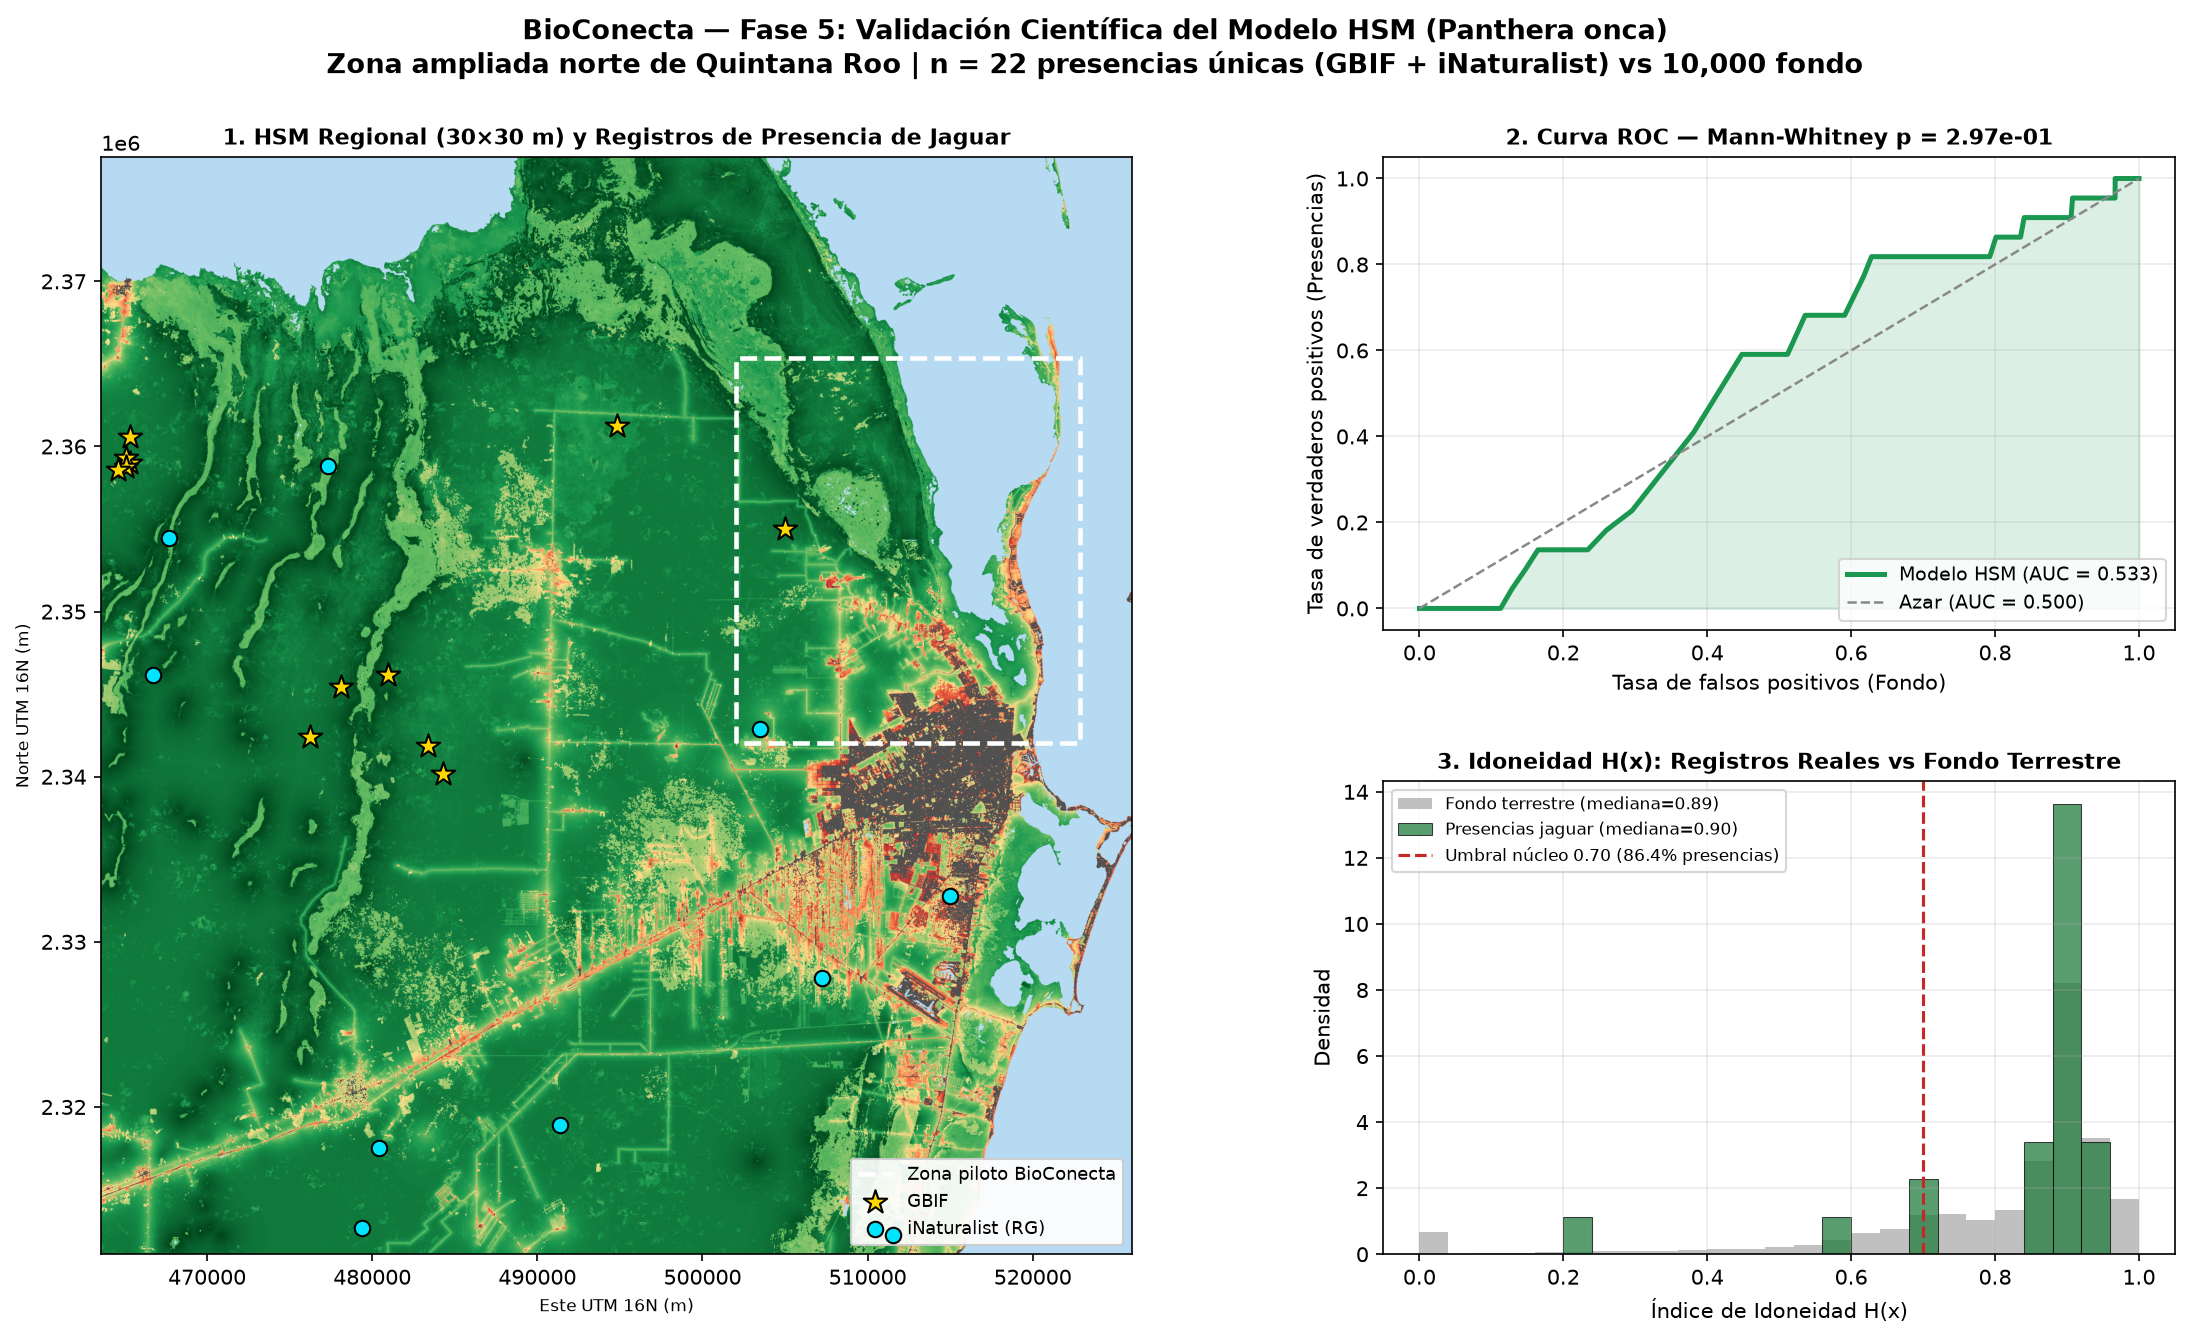 BioConecta — Fase 5: Validación Científica del Modelo HSM (Panthera onca)
Zona ampliada norte de Quintana Roo | n = 22 presencias únicas (GBIF + iNaturalist) vs 10,000 fondo
1. HSM Regional (30×30 m) y Registros de Presencia de Jaguar
1e6
2.37
2.36
2.35
2.34
2.33
2.32
Norte UTM 16N (m)
470000
480000
490000
500000
510000
520000
Este UTM 16N (m)
Zona piloto BioConecta
GBIF
iNaturalist (RG)
2. Curva ROC — Mann-Whitney p = 2.97e-01
Tasa de verdaderos positivos (Presencias)
1.0
0.8
0.6
0.4
0.2
0.0
Modelo HSM (AUC = 0.533)
Azar (AUC = 0.500)
0.0
0.2
0.4
0.6
0.8
1.0
Tasa de falsos positivos (Fondo)
3. Idoneidad H(x): Registros Reales vs Fondo Terrestre
Fondo terrestre (mediana=0.89)
Presencias jaguar (mediana=0.90)
Umbral núcleo 0.70 (86.4% presencias)
Densidad
14
12
10
8
6
4
2
0
0.0
0.2
0.4
0.6
0.8
1.0
Índice de Idoneidad H(x)